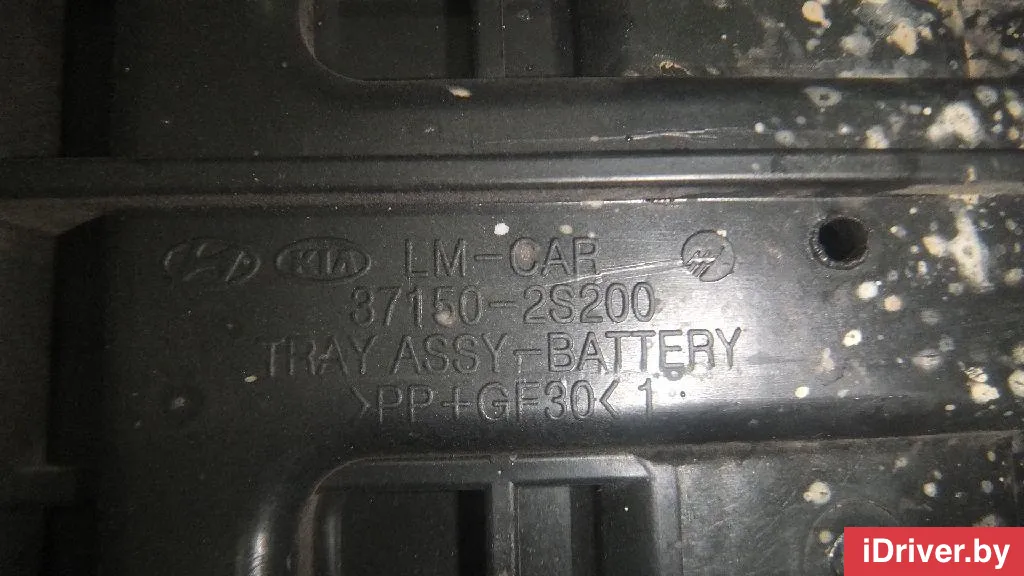 KIA LM-CAR
37150-2S200
TRAY ASSY-BATTERY
>PP+GF30< 1
iDriver.by